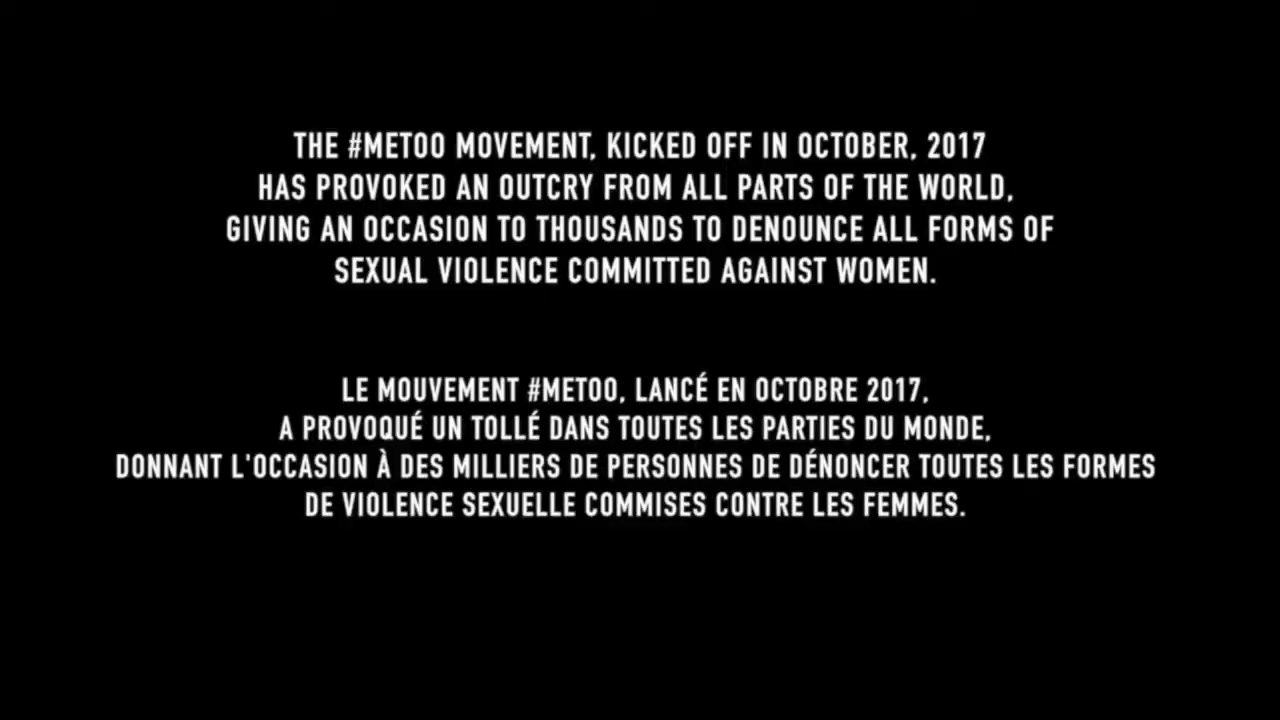 THE #METOO MOVEMENT, KICKED OFF IN OCTOBER, 2017
HAS PROVOKED AN OUTCRY FROM ALL PARTS OF THE WORLD,
GIVING AN OCCASION TO THOUSANDS TO DENOUNCE ALL FORMS OF
SEXUAL VIOLENCE COMMITTED AGAINST WOMEN.
LE MOUVEMENT #METOO, LANCÉ EN OCTOBRE 2017,
A PROVOQUÉ UN TOLLÉ DANS TOUTES LES PARTIES DU MONDE,
DONNANT L'OCCASION À DES MILLIERS DE PERSONNES DE DÉNONCER TOUTES LES FORMES
DE VIOLENCE SEXUELLE COMMISES CONTRE LES FEMMES.